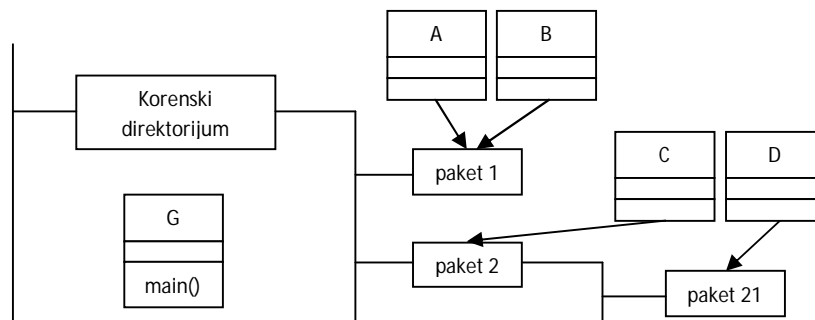 A
B
Korenski
direktorijum
paket 1
C
D
G
main()
paket 2
paket 21